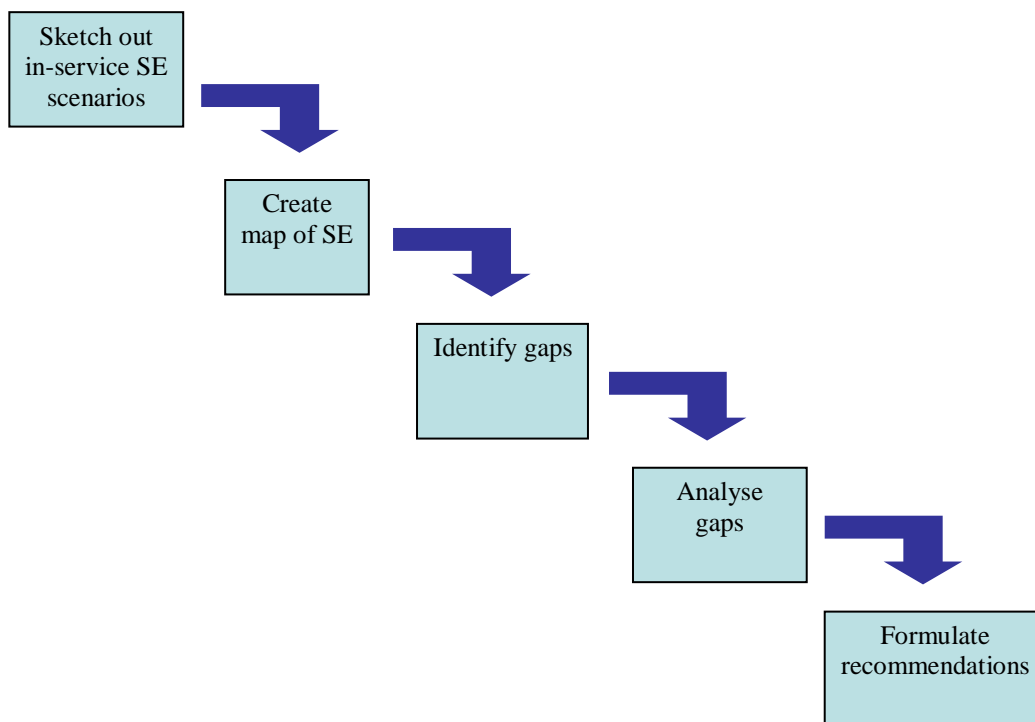 Sketch out
in-service SE
scenarios
Create
map of SE
Identify gaps
Analyse
gaps
Formulate
recommendations